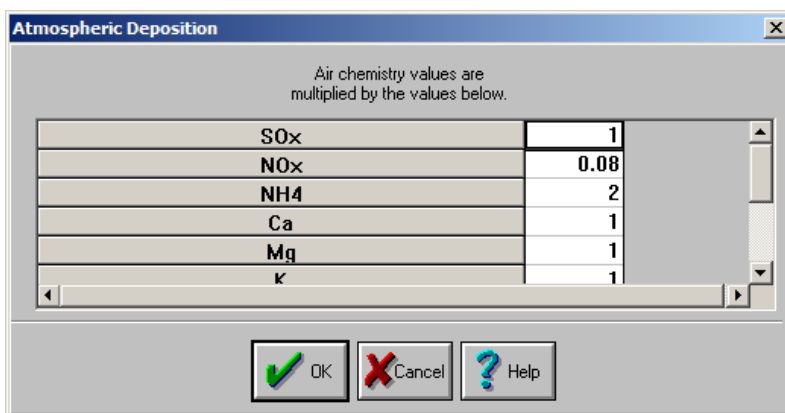 Atmospheric Deposition
Air chemistry values are
multiplied by the values below.
SOx 1
NOx 0.08
NH4 2
Ca 1
Mg 1
K 1
OK Cancel Help